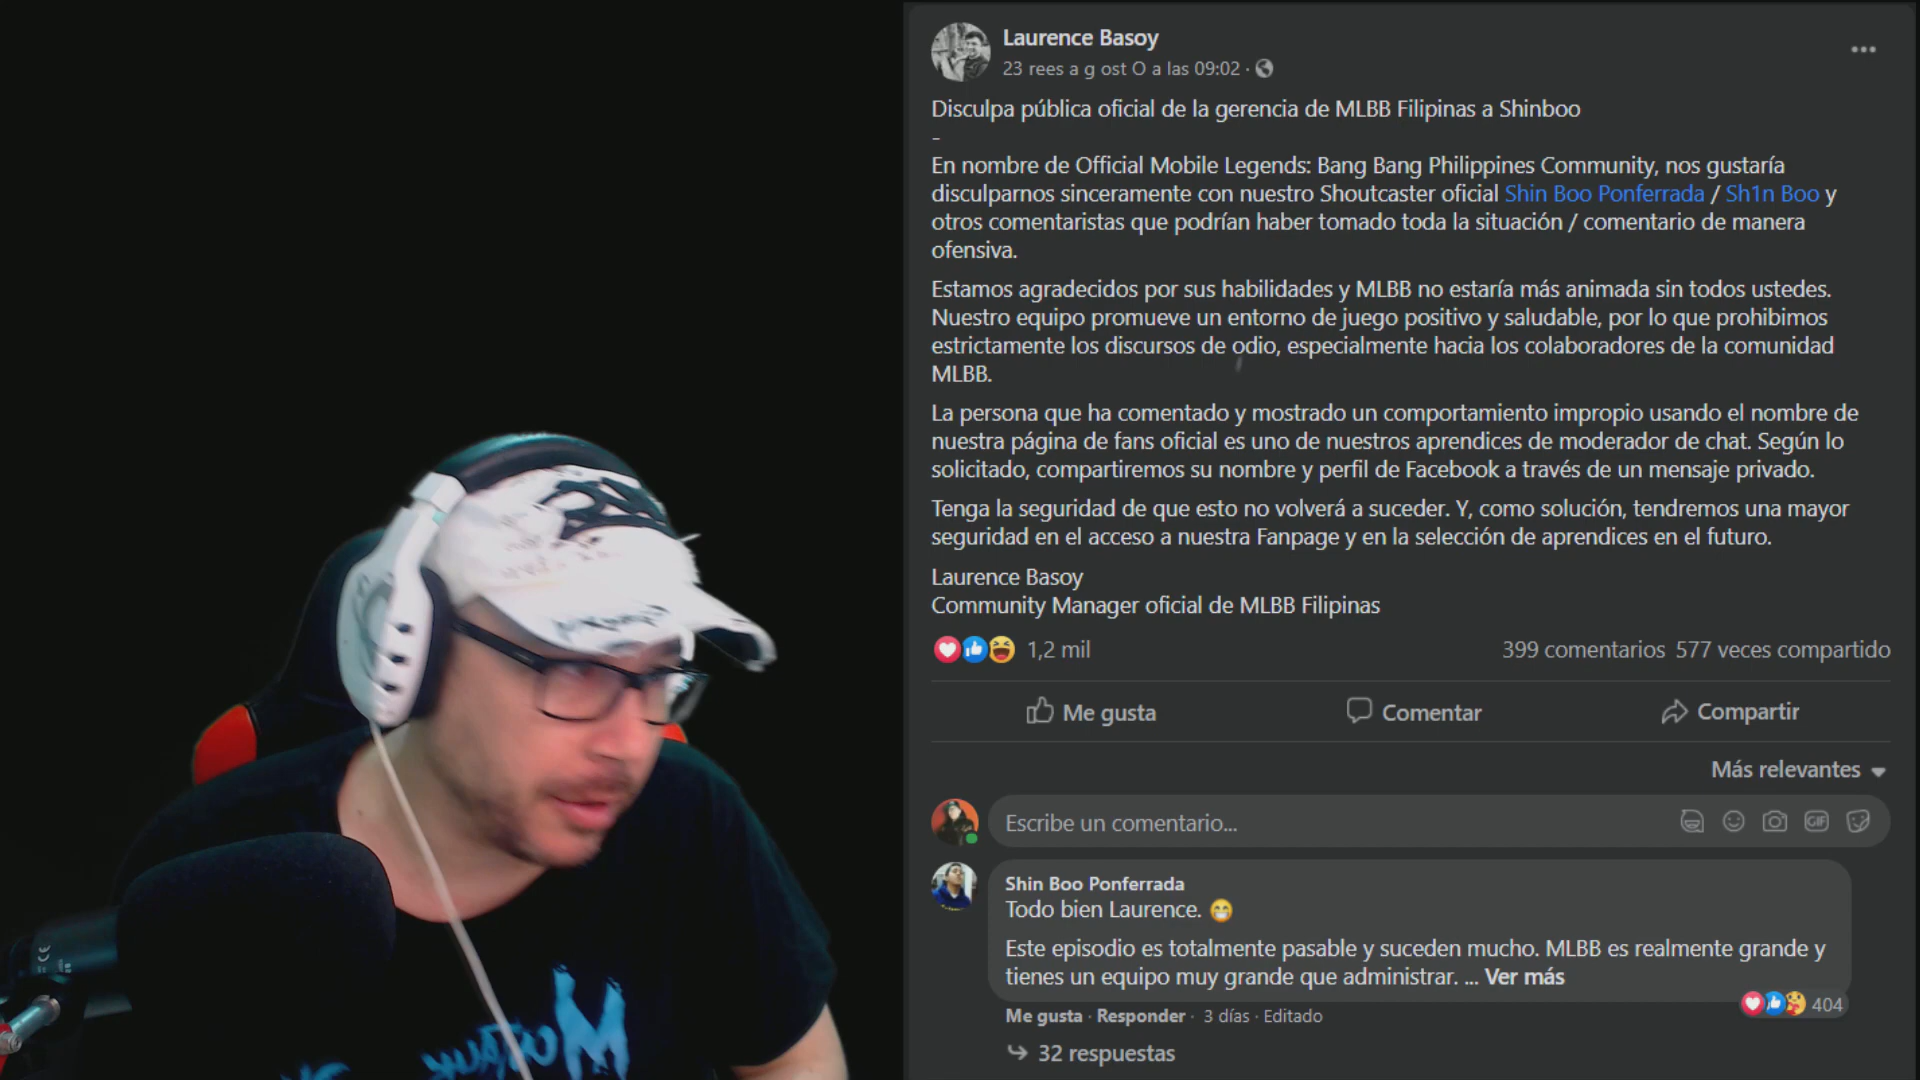 Laurence Basoy
23 rees a g ost O a las 09:02 ·
Disculpa pública oficial de la gerencia de MLBB Filipinas a Shinboo
-
En nombre de Official Mobile Legends: Bang Bang Philippines Community, nos gustaría
disculparnos sinceramente con nuestro Shoutcaster oficial Shin Boo Ponferrada / Sh1n Boo y
otros comentaristas que podrían haber tomado toda la situación / comentario de manera
ofensiva.
Estamos agradecidos por sus habilidades y MLBB no estaría más animada sin todos ustedes.
Nuestro equipo promueve un entorno de juego positivo y saludable, por lo que prohibimos
estrictamente los discursos de odio, especialmente hacia los colaboradores de la comunidad
MLBB.
La persona que ha comentado y mostrado un comportamiento impropio usando el nombre de
nuestra página de fans oficial es uno de nuestros aprendices de moderador de chat. Según lo
solicitado, compartiremos su nombre y perfil de Facebook a través de un mensaje privado.
Tenga la seguridad de que esto no volverá a suceder. Y, como solución, tendremos una mayor
seguridad en el acceso a nuestra Fanpage y en la selección de aprendices en el futuro.
Laurence Basoy
Community Manager oficial de MLBB Filipinas
1,2 mil 399 comentarios 577 veces compartido
Me gusta Comentar Compartir
Más relevantes
Escribe un comentario...
GIF
Shin Boo Ponferrada
Todo bien Laurence.
Este episodio es totalmente pasable y suceden mucho. MLBB es realmente grande y
tienes un equipo muy grande que administrar. ... Ver más
404
Me gusta · Responder · 3 días · Editado
32 respuestas